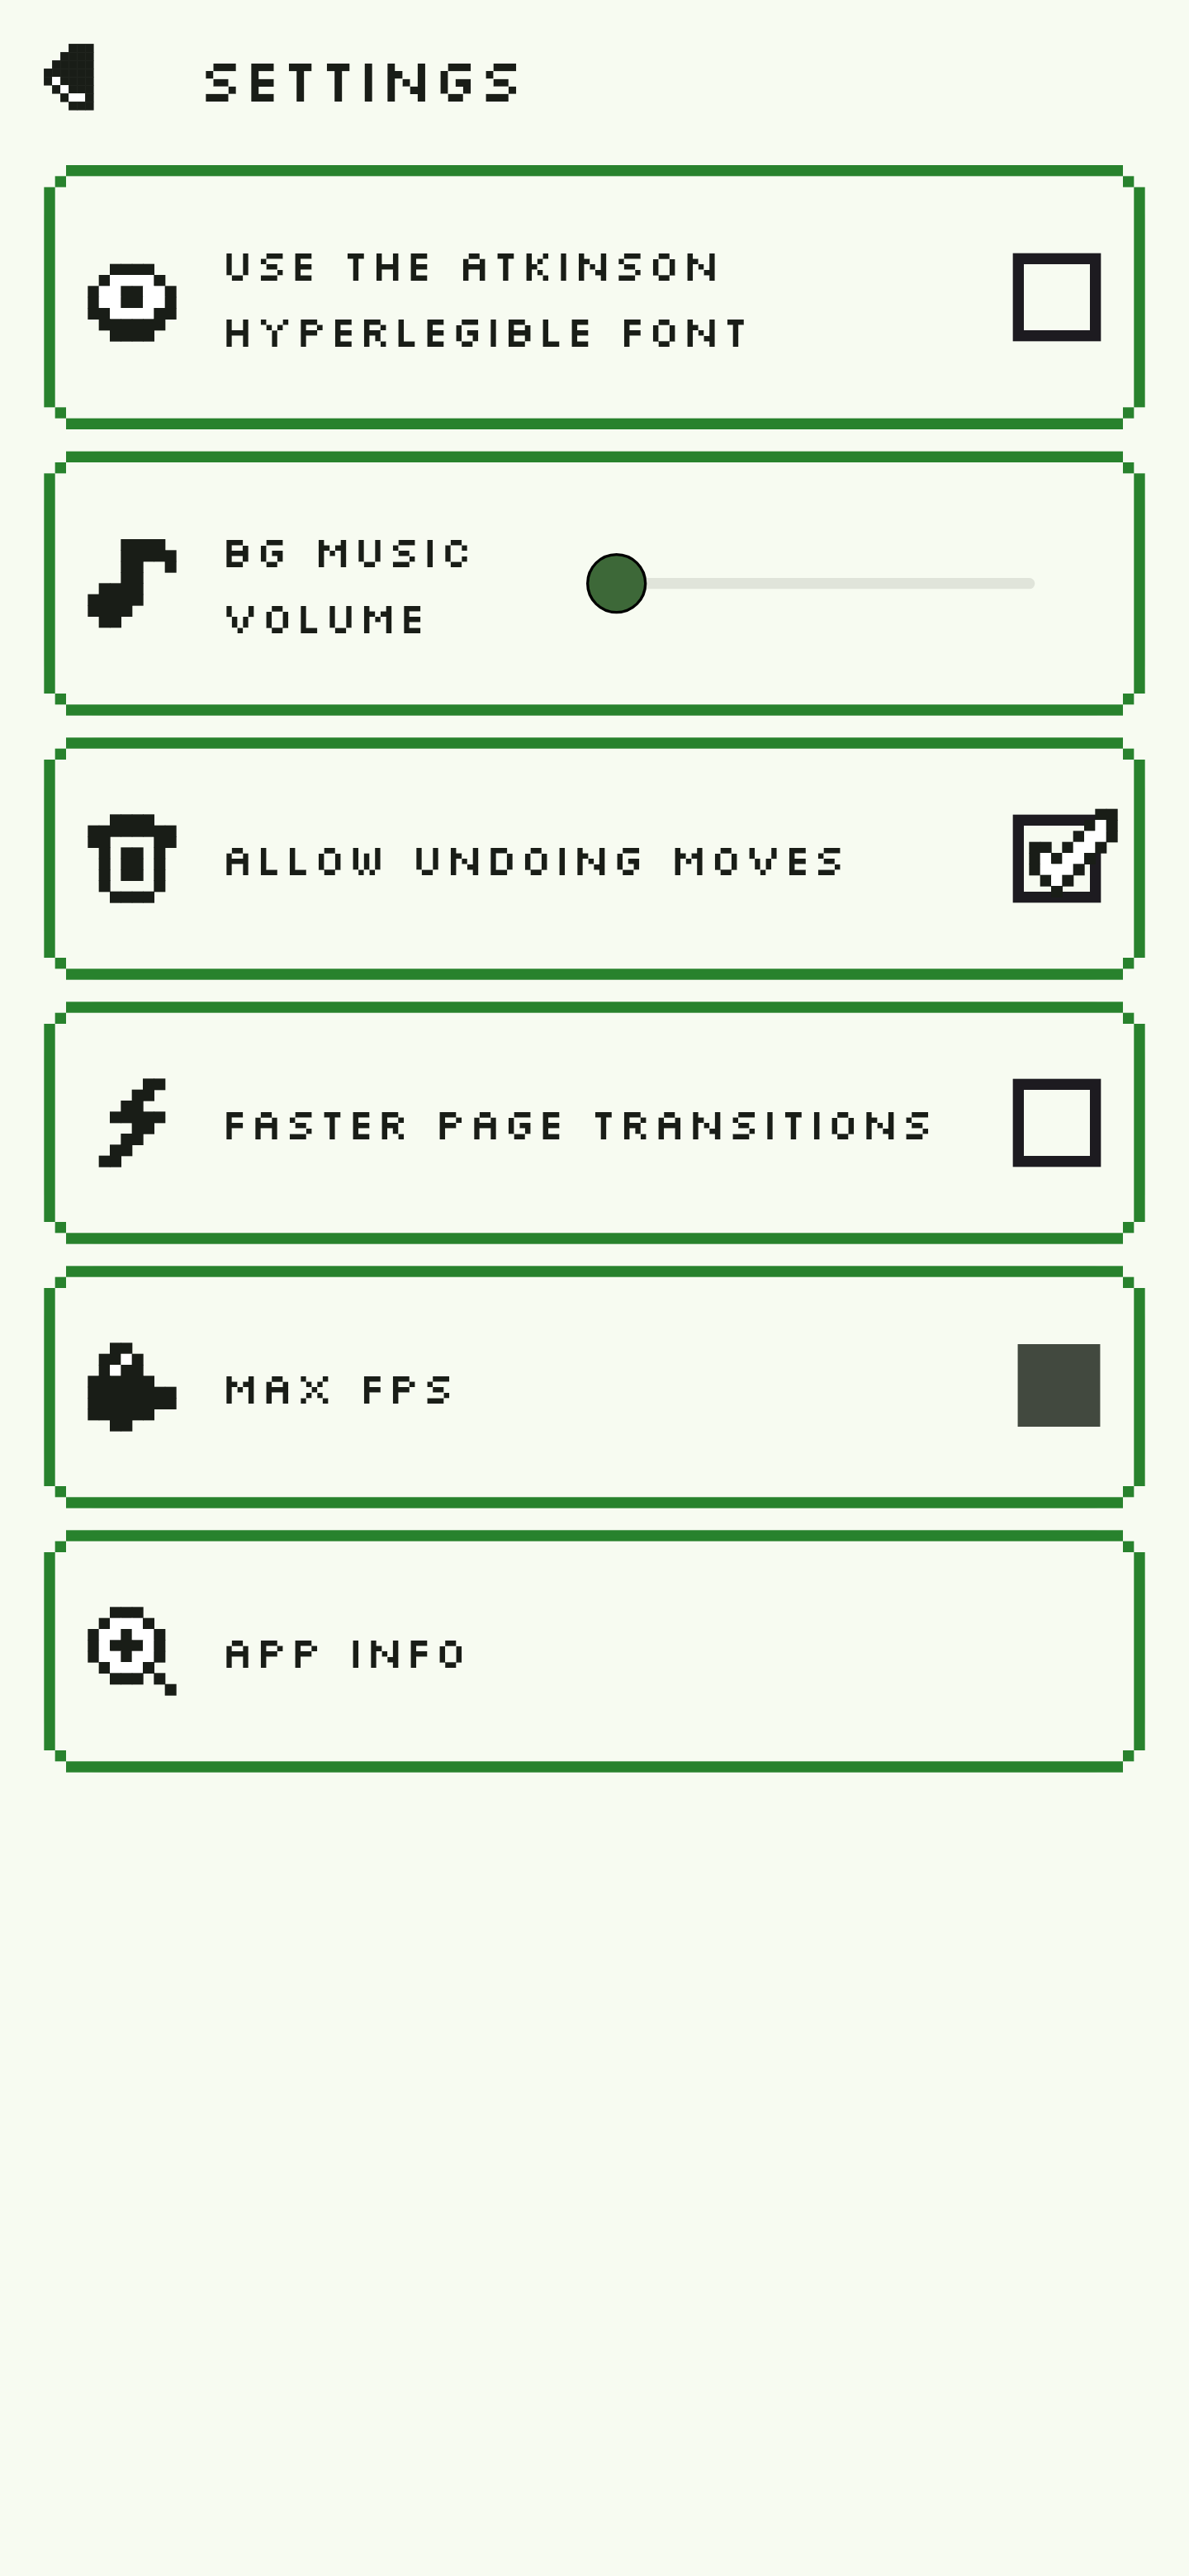 SETTINGS
USE THE ATKINSON
HYPERLEGIBLE FONT
BG MUSIC
VOLUME
ALLOW UNDOING MOVES
FASTER PAGE TRANSITIONS
MAX FPS
APP INFO